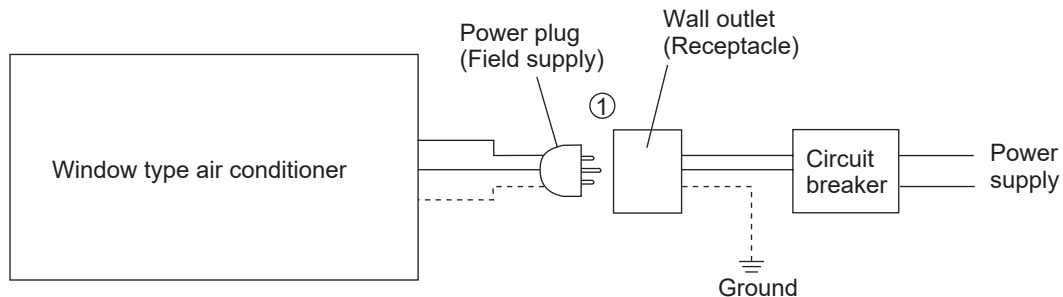 Wall outlet
(Receptacle)
Power plug
(Field supply)
①
Window type air conditioner
Circuit
breaker
Power
supply
Ground